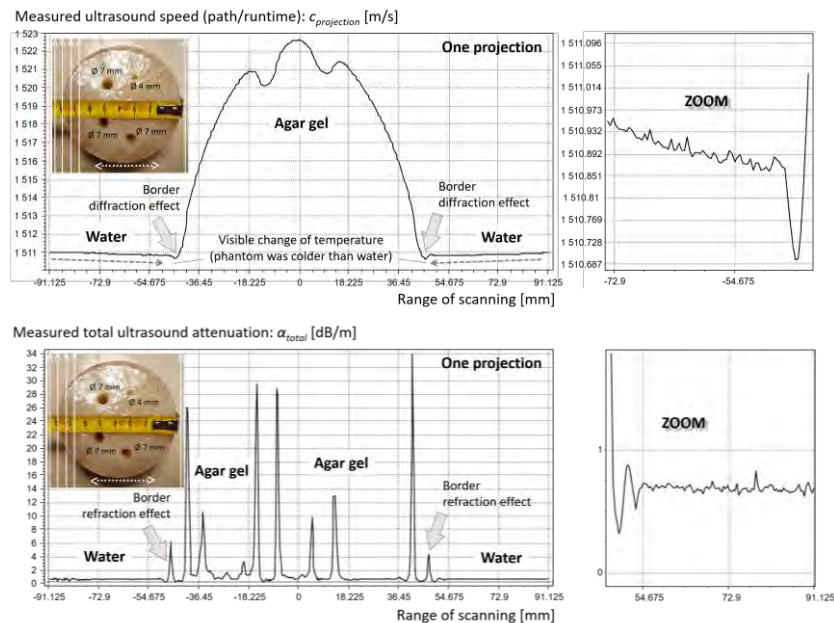 Measured ultrasound speed (path/runtime): c_projection [m/s]
1 523
1 522
1 521
1 520
1 519
1 518
1 517
1 516
1 515
1 514
1 513
1 512
1 511
One projection
Ø 7 mm
Ø 4 mm
Ø 7 mm
Ø 7 mm
Agar gel
Border
diffraction effect
Border
diffraction effect
Water
Visible change of temperature
(phantom was colder than water)
Water
-91.125 -72.9 -54.675 -36.45 -18.225 0 18.225 36.45 54.675 72.9 91.125
Range of scanning [mm]
1 511.096
1 511.055
1 511.014
1 510.973
1 510.932
1 510.892
1 510.851
1 510.81
1 510.769
1 510.728
1 510.687
ZOOM
-72.9 -54.675
Measured total ultrasound attenuation: α_total [dB/m]
34
32
30
28
26
24
22
20
18
16
14
12
10
8
6
4
2
0
One projection
Ø 7 mm
Ø 4 mm
Ø 7 mm
Ø 7 mm
Agar gel
Agar gel
Border
refraction effect
Border
refraction effect
Water
Water
-91.125 -72.9 -54.675 -36.45 -18.225 0 18.225 36.45 54.675 72.9 91.125
Range of scanning [mm]
ZOOM
1
0
54.675 72.9 91.125